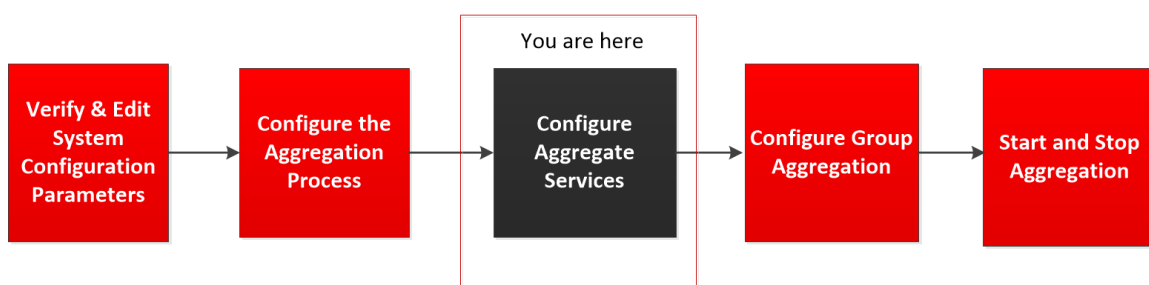 You are here
Verify & Edit
System
Configuration
Parameters
Configure the
Aggregation
Process
Configure
Aggregate
Services
Configure Group
Aggregation
Start and Stop
Aggregation